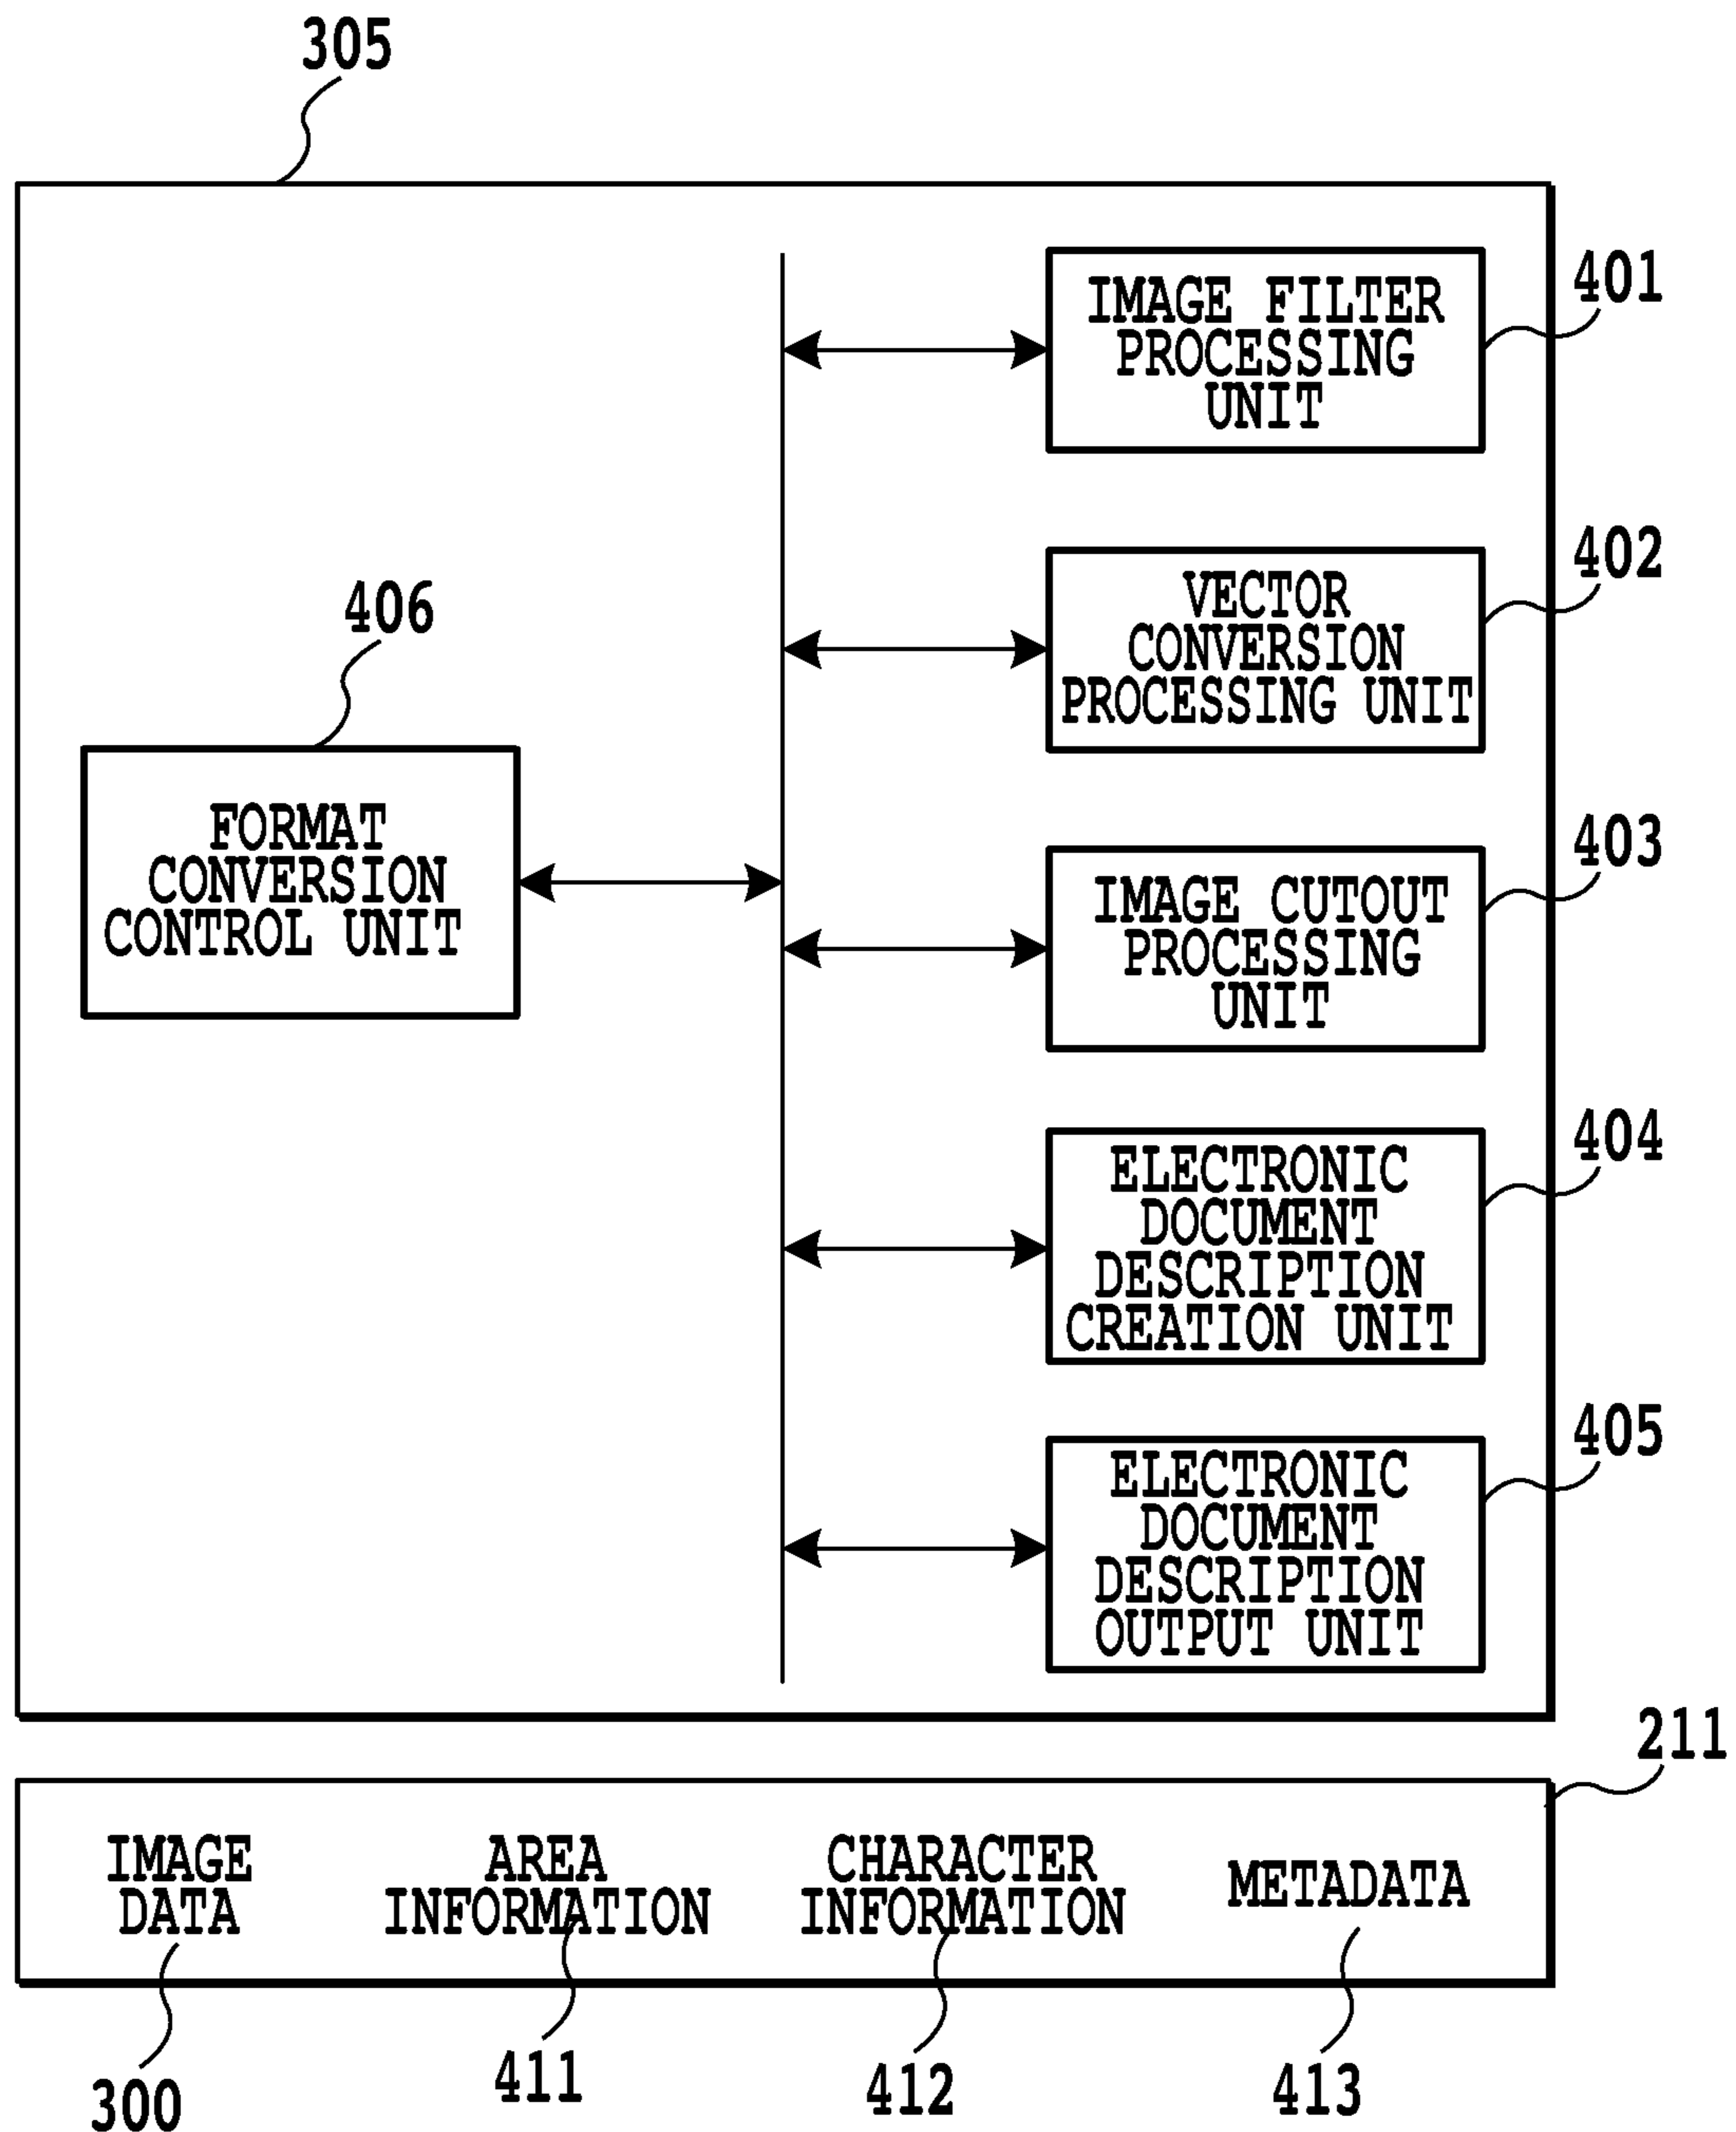 305
IMAGE FILTER
PROCESSING
UNIT
401
VECTOR
CONVERSION
PROCESSING UNIT
402
406
FORMAT
CONVERSION
CONTROL UNIT
IMAGE CUTOUT
PROCESSING
UNIT
403
ELECTRONIC
DOCUMENT
DESCRIPTION
CREATION UNIT
404
ELECTRONIC
DOCUMENT
DESCRIPTION
OUTPUT UNIT
405
211
IMAGE
DATA
AREA
INFORMATION
CHARACTER
INFORMATION
METADATA
300
411
412
413